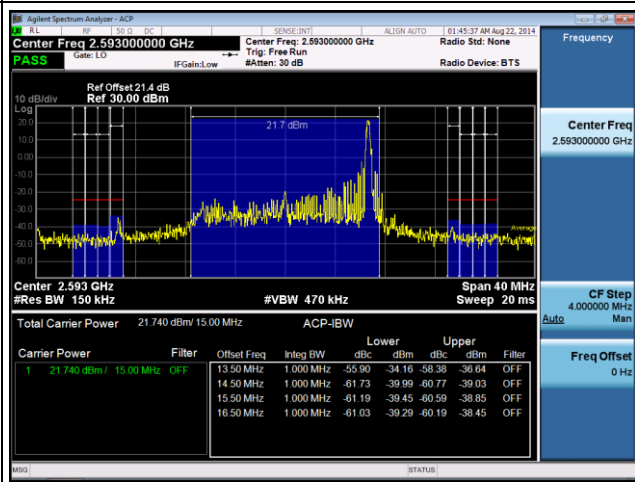 Agilent Spectrum Analyzer - ACP
RL RF 50 Ω DC SENSE:INT ALIGN AUTO 01:45:37 AM Aug 22, 2014
Center Freq 2.593000000 GHz Center Freq: 2.593000000 GHz Radio Std: None Frequency
PASS Gate: LO IFGain:Low Trig: Free Run
#Atten: 30 dB Radio Device: BTS
Ref Offset 21.4 dB
10 dB/div Ref 30.00 dBm
Log
20.0
10.0
0.00
-10.0
-20.0
-30.0
-40.0
-50.0
-60.0
21.7 dBm
Average
Center Freq
2.593000000 GHz
Center 2.593 GHz Span 40 MHz
#Res BW 150 kHz #VBW 470 kHz Sweep 20 ms
CF Step
4.000000 MHz
Auto Man
Total Carrier Power 21.740 dBm/ 15.00 MHz ACP-IBW
Lower Upper
Carrier Power Filter Offset Freq Integ BW dBc dBm dBc dBm Filter
1 21.740 dBm / 15.00 MHz OFF 13.50 MHz 1.000 MHz -55.90 -34.16 -58.38 -36.64 OFF
14.50 MHz 1.000 MHz -61.73 -39.99 -60.77 -39.03 OFF
15.50 MHz 1.000 MHz -61.19 -39.45 -60.59 -38.85 OFF
16.50 MHz 1.000 MHz -61.03 -39.29 -60.19 -38.45 OFF
Freq Offset
0 Hz
MSG STATUS